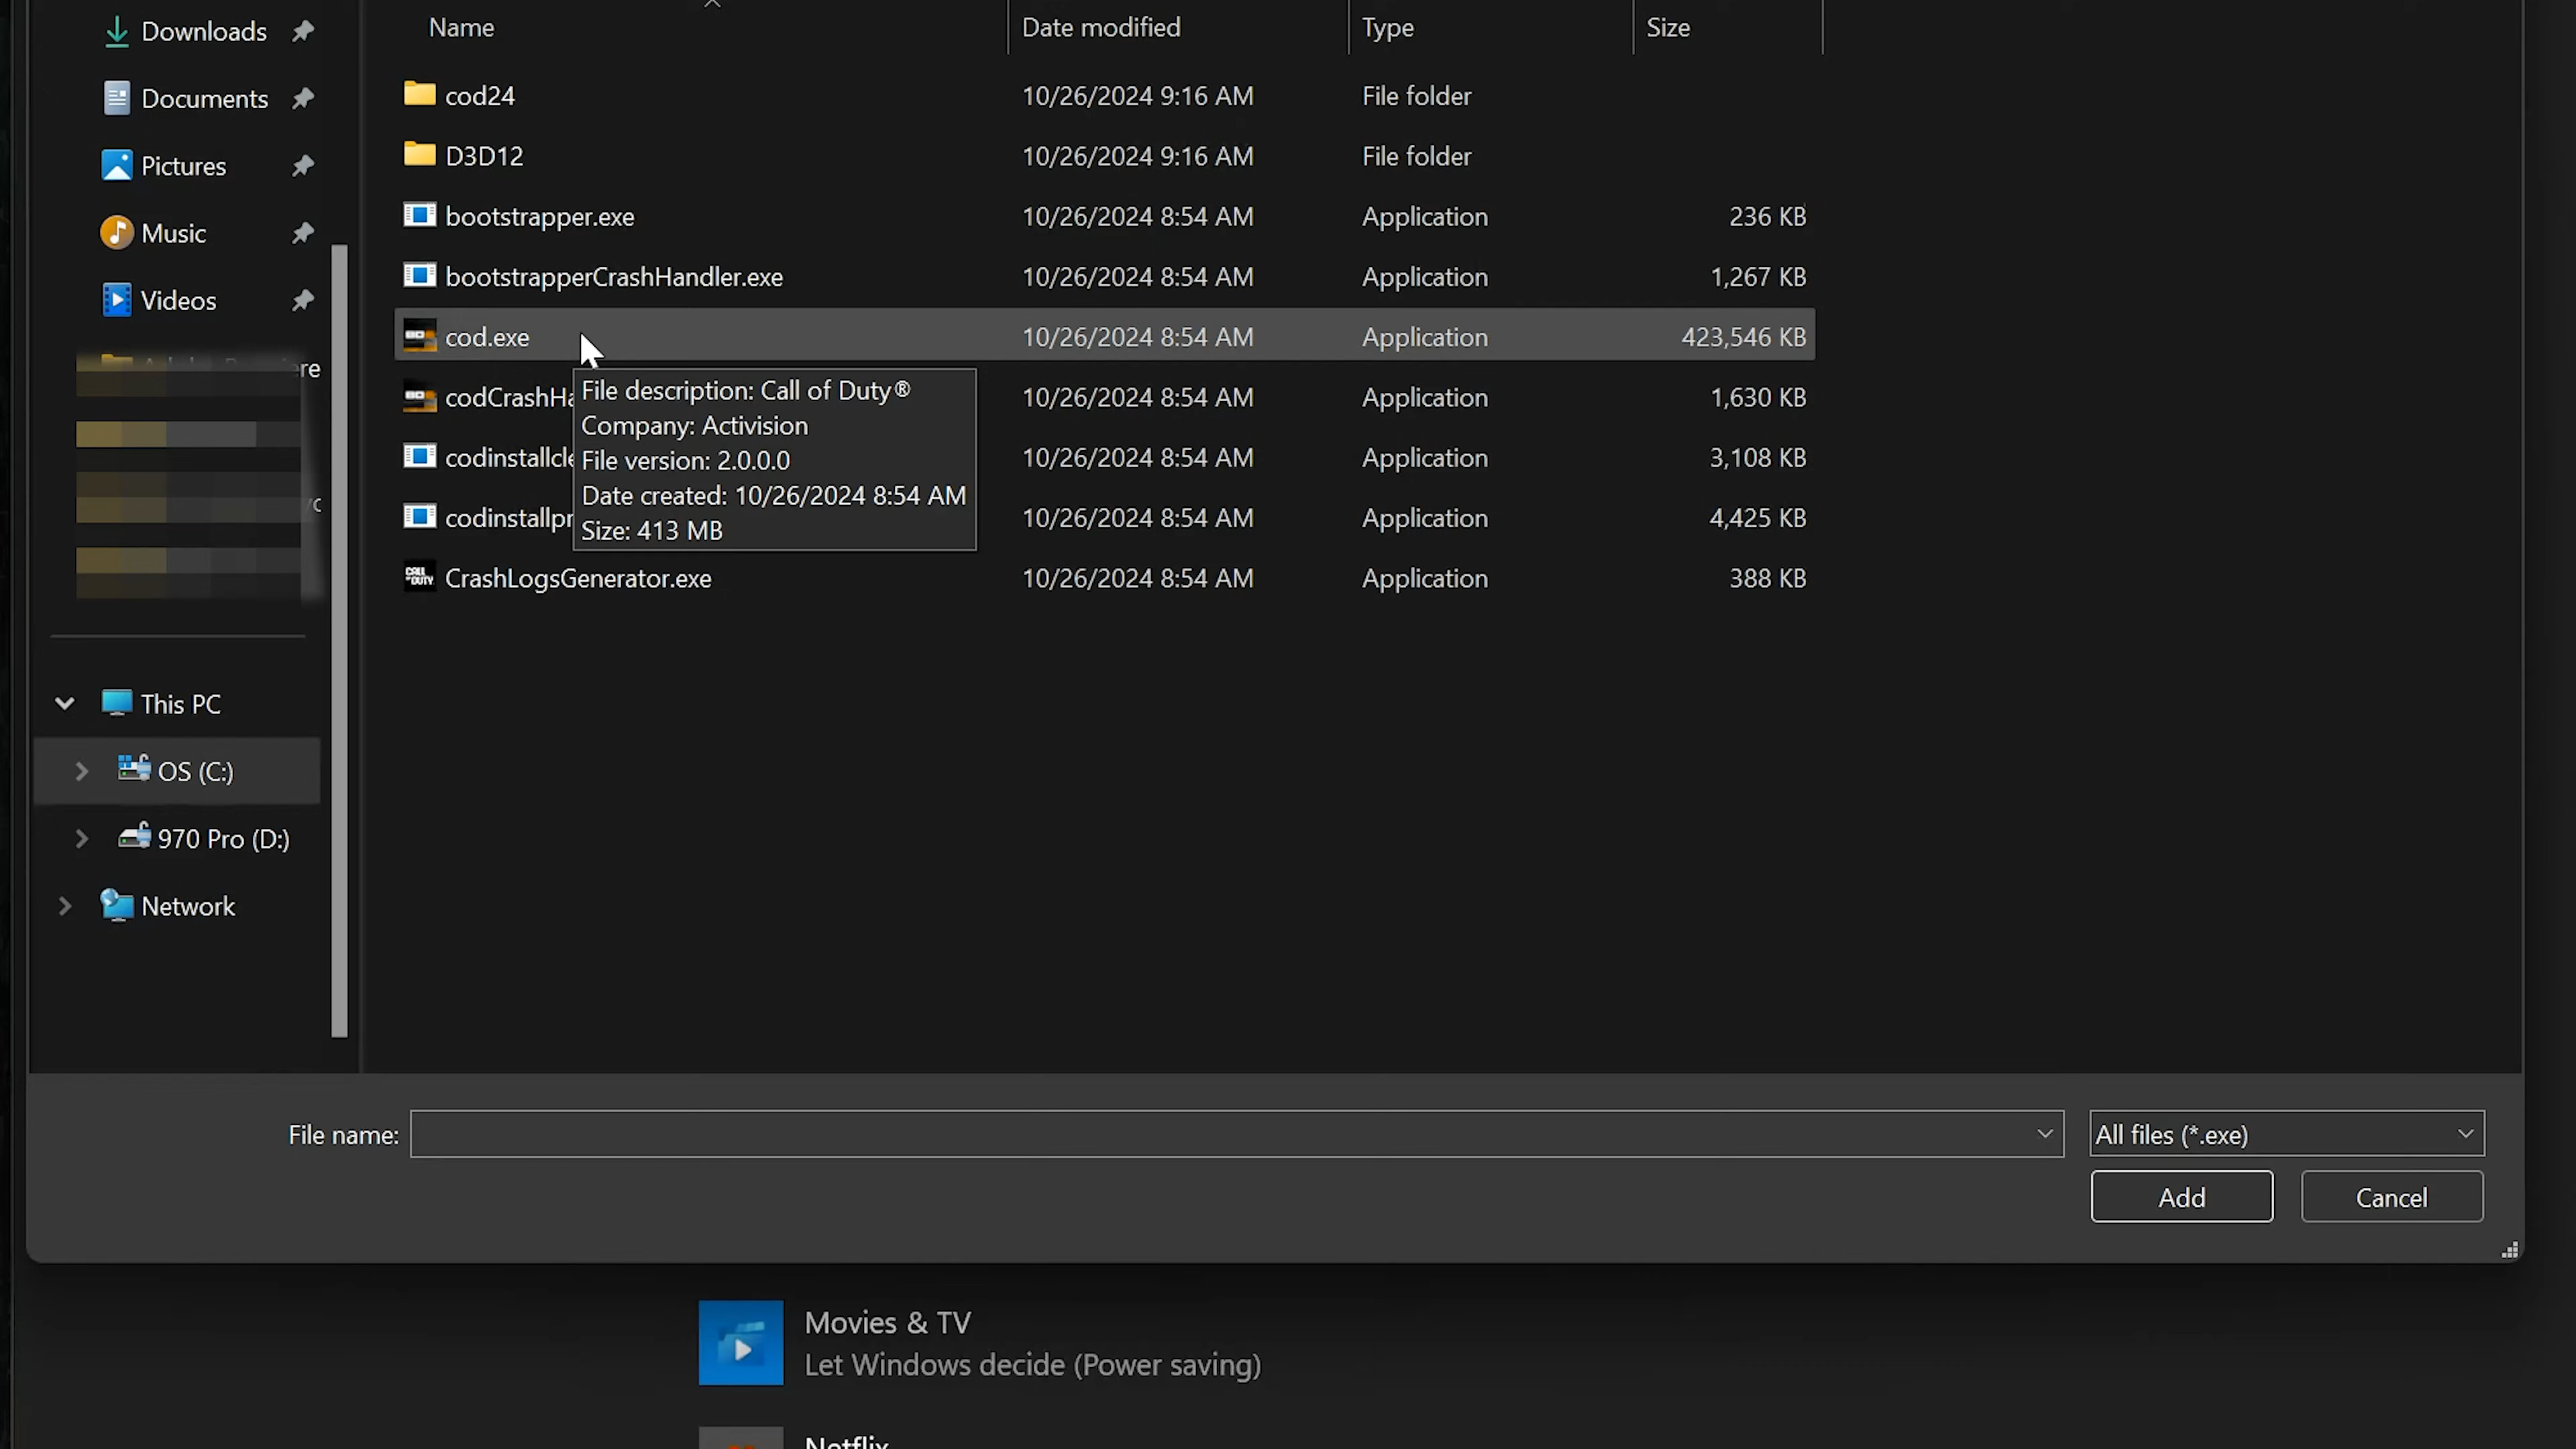 Downloads
Documents
Pictures
Music
Videos
This PC
OS (C:)
970 Pro (D:)
Network
Name Date modified Type Size
cod24 10/26/2024 9:16 AM File folder
D3D12 10/26/2024 9:16 AM File folder
bootstrapper.exe 10/26/2024 8:54 AM Application 236 KB
bootstrapperCrashHandler.exe 10/26/2024 8:54 AM Application 1,267 KB
cod.exe 10/26/2024 8:54 AM Application 423,546 KB
codCrashHa 10/26/2024 8:54 AM Application 1,630 KB
codinstallcle 10/26/2024 8:54 AM Application 3,108 KB
codinstallpr 10/26/2024 8:54 AM Application 4,425 KB
CALL OF DUTY CrashLogsGenerator.exe 10/26/2024 8:54 AM Application 388 KB
File description: Call of Duty®
Company: Activision
File version: 2.0.0.0
Date created: 10/26/2024 8:54 AM
Size: 413 MB
File name: All files (*.exe)
Add Cancel
Movies & TV
Let Windows decide (Power saving)
Netflix